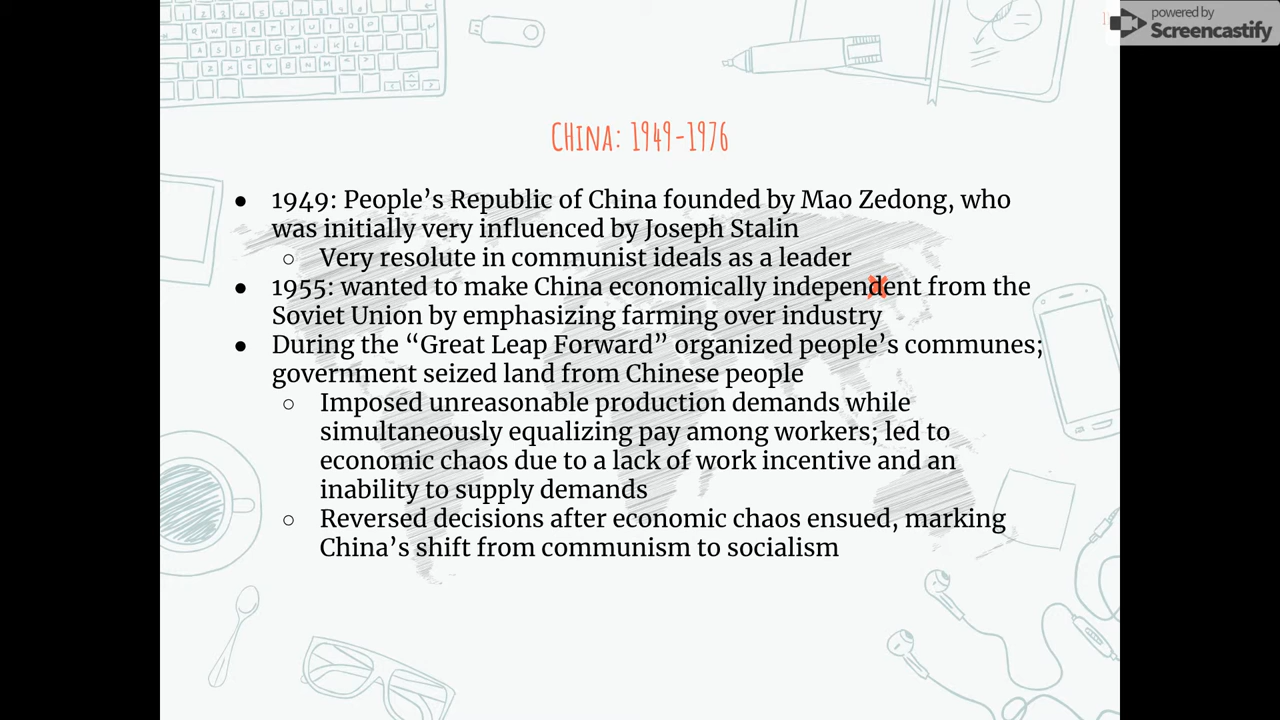 powered by
Screencastify
CHINA: 1949-1976
● 1949: People’s Republic of China founded by Mao Zedong, who
was initially very influenced by Joseph Stalin
○ Very resolute in communist ideals as a leader
● 1955: wanted to make China economically independent from the
Soviet Union by emphasizing farming over industry
● During the “Great Leap Forward” organized people’s communes;
government seized land from Chinese people
○ Imposed unreasonable production demands while
simultaneously equalizing pay among workers; led to
economic chaos due to a lack of work incentive and an
inability to supply demands
○ Reversed decisions after economic chaos ensued, marking
China’s shift from communism to socialism